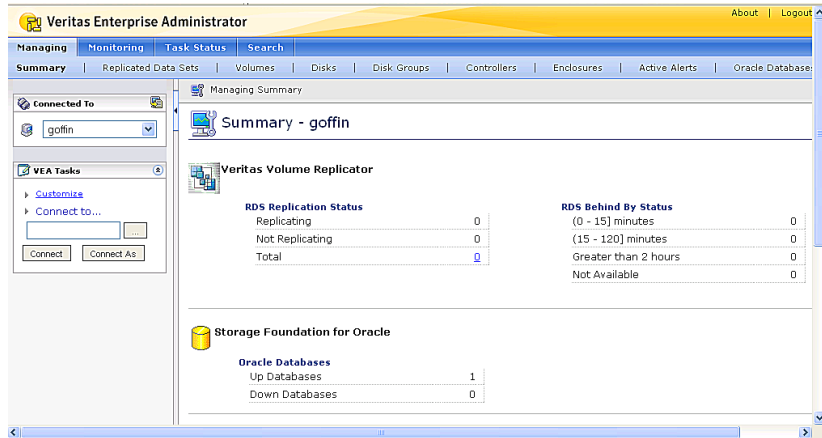 Veritas Enterprise Administrator
About | Logout
Managing Monitoring Task Status Search
Summary | Replicated Data Sets | Volumes | Disks | Disk Groups | Controllers | Enclosures | Active Alerts | Oracle Database
Managing Summary
Connected To
goffin
Summary - goffin
VEA Tasks
Customize
Connect to...
...
Connect Connect As
Veritas Volume Replicator
RDS Replication Status
Replicating 0
Not Replicating 0
Total 0
RDS Behind By Status
(0 - 15] minutes 0
(15 - 120] minutes 0
Greater than 2 hours 0
Not Available 0
Storage Foundation for Oracle
Oracle Databases
Up Databases 1
Down Databases 0